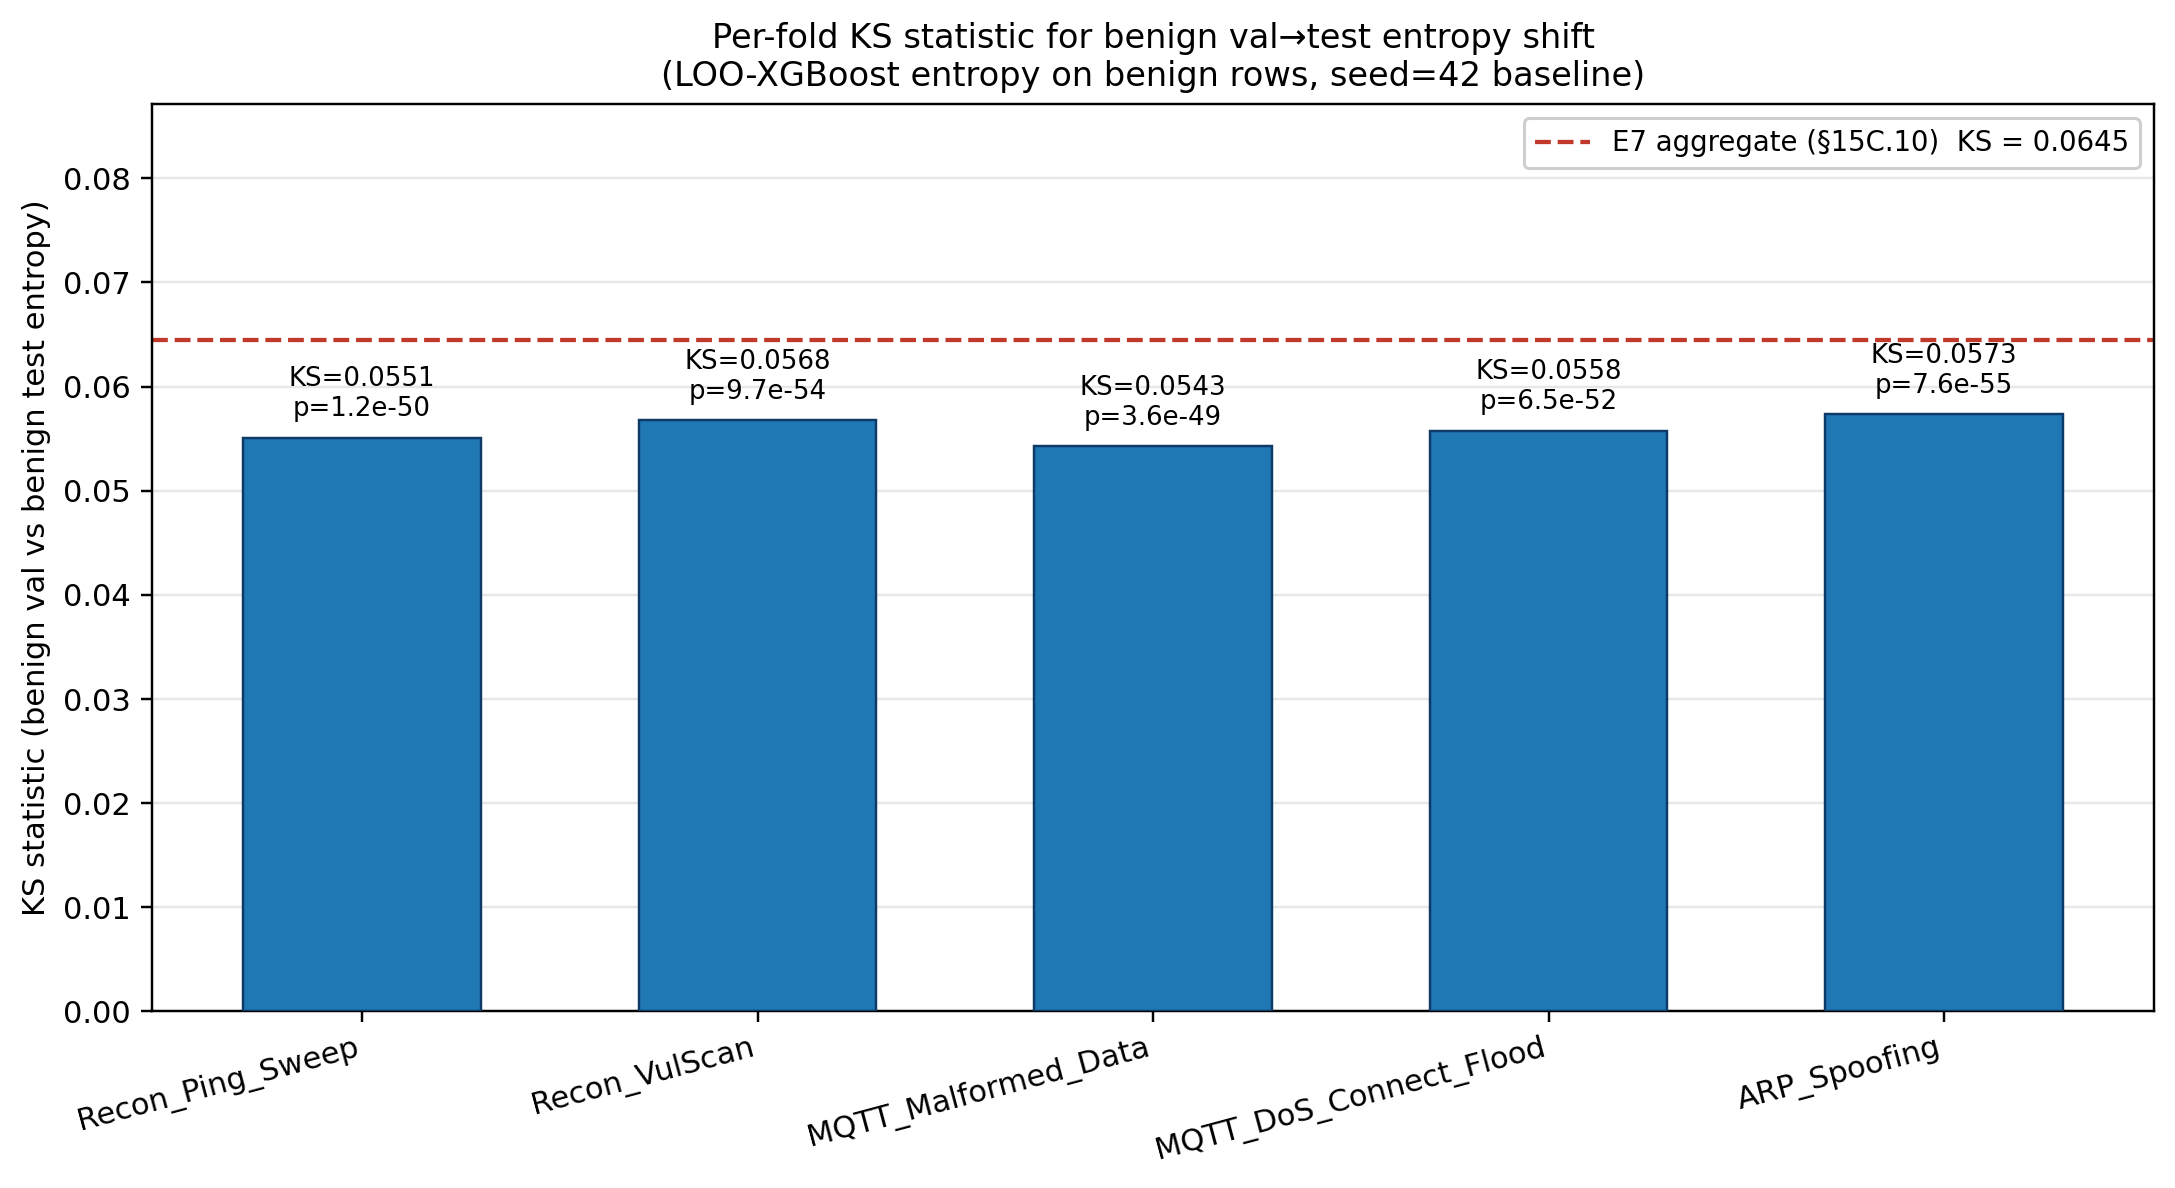 Per-fold KS statistic for benign val→test entropy shift
(LOO-XGBoost entropy on benign rows, seed=42 baseline)
E7 aggregate (§15C.10)  KS = 0.0645
KS statistic (benign val vs benign test entropy)
0.08
0.07
0.06
0.05
0.04
0.03
0.02
0.01
0.00
KS=0.0551
p=1.2e-50
KS=0.0568
p=9.7e-54
KS=0.0543
p=3.6e-49
KS=0.0558
p=6.5e-52
KS=0.0573
p=7.6e-55
Recon_Ping_Sweep
Recon_VulScan
MQTT_Malformed_Data
MQTT_DoS_Connect_Flood
ARP_Spoofing